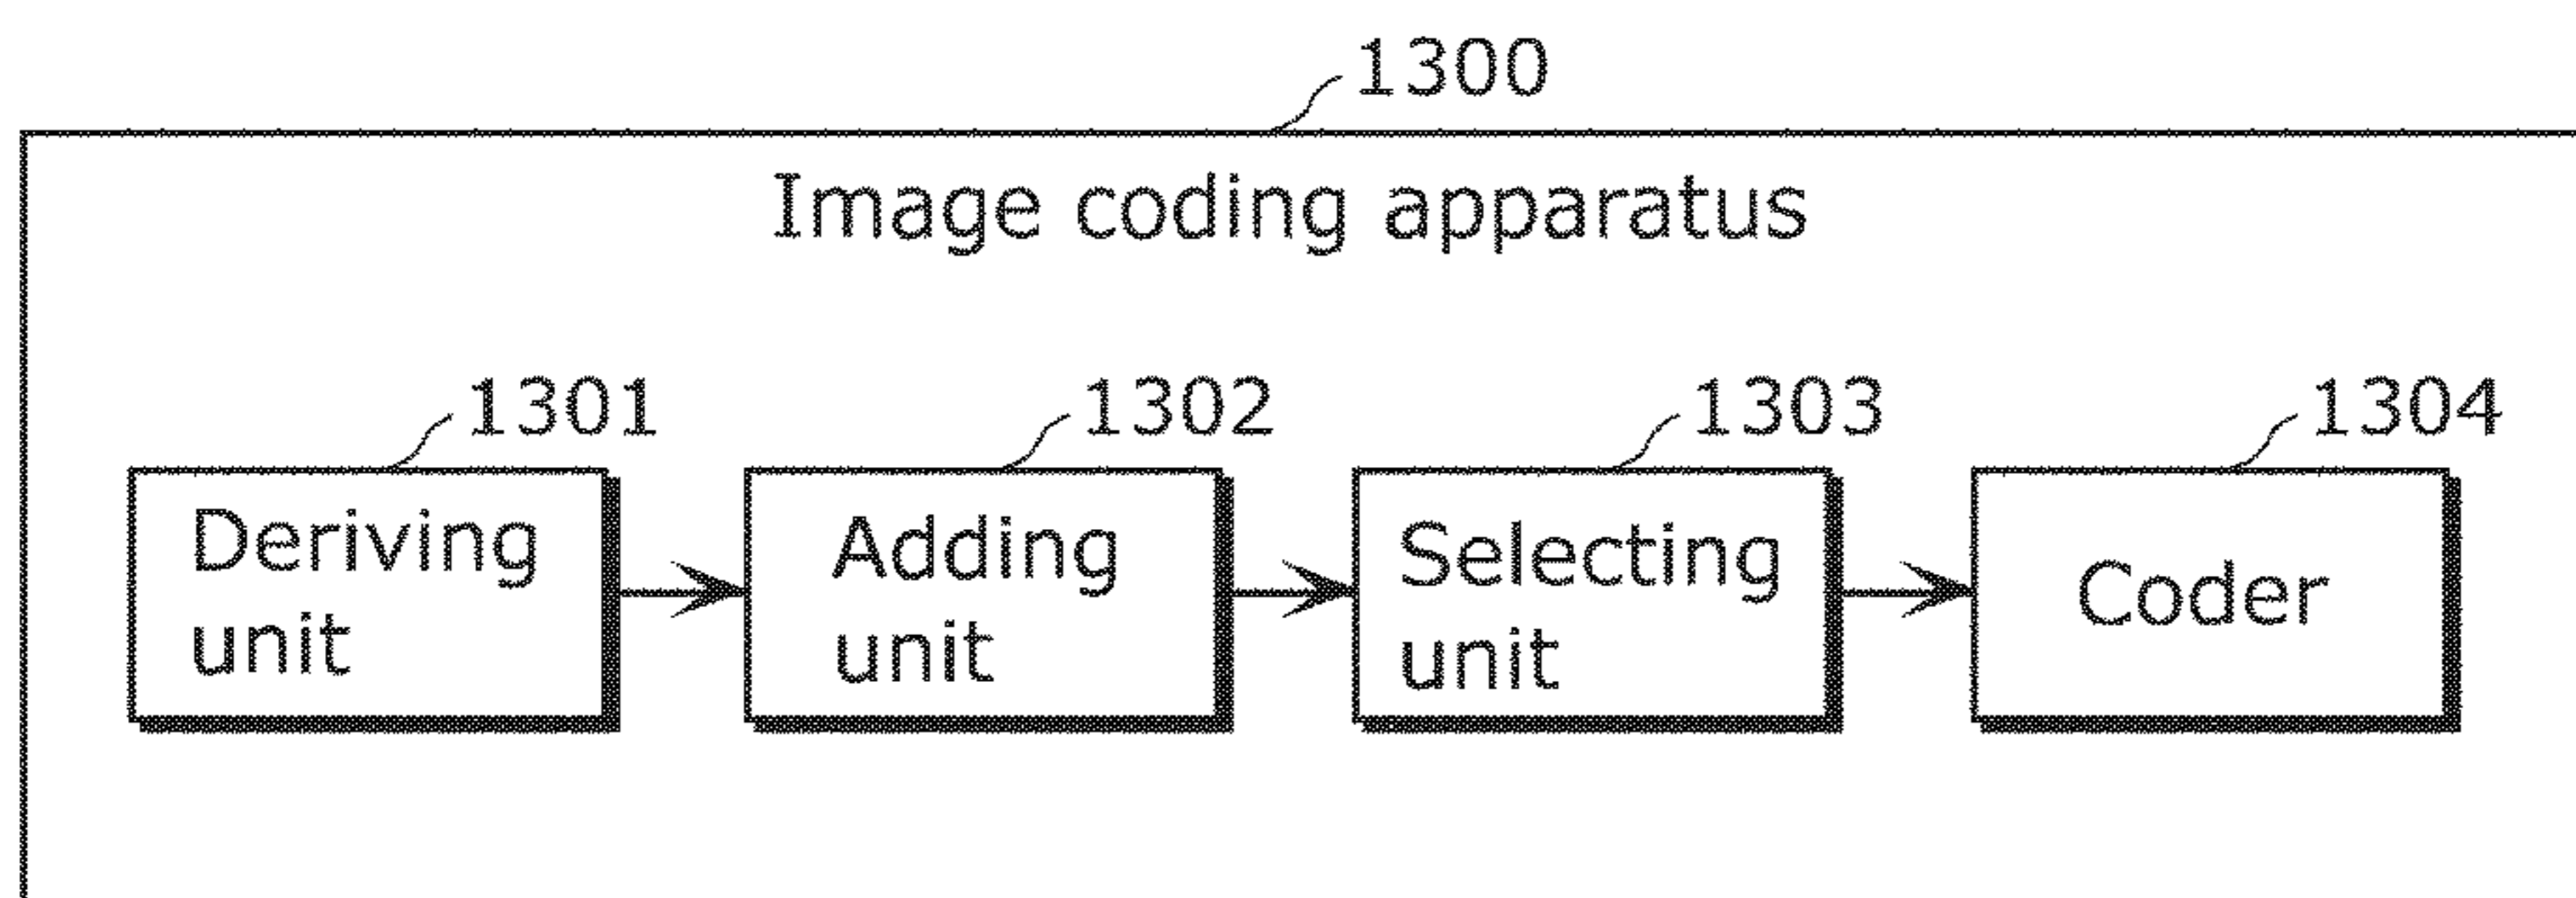 1300
Image coding apparatus
1301
1302
1303
1304
Deriving
unit
Adding
unit
Selecting
unit
Coder